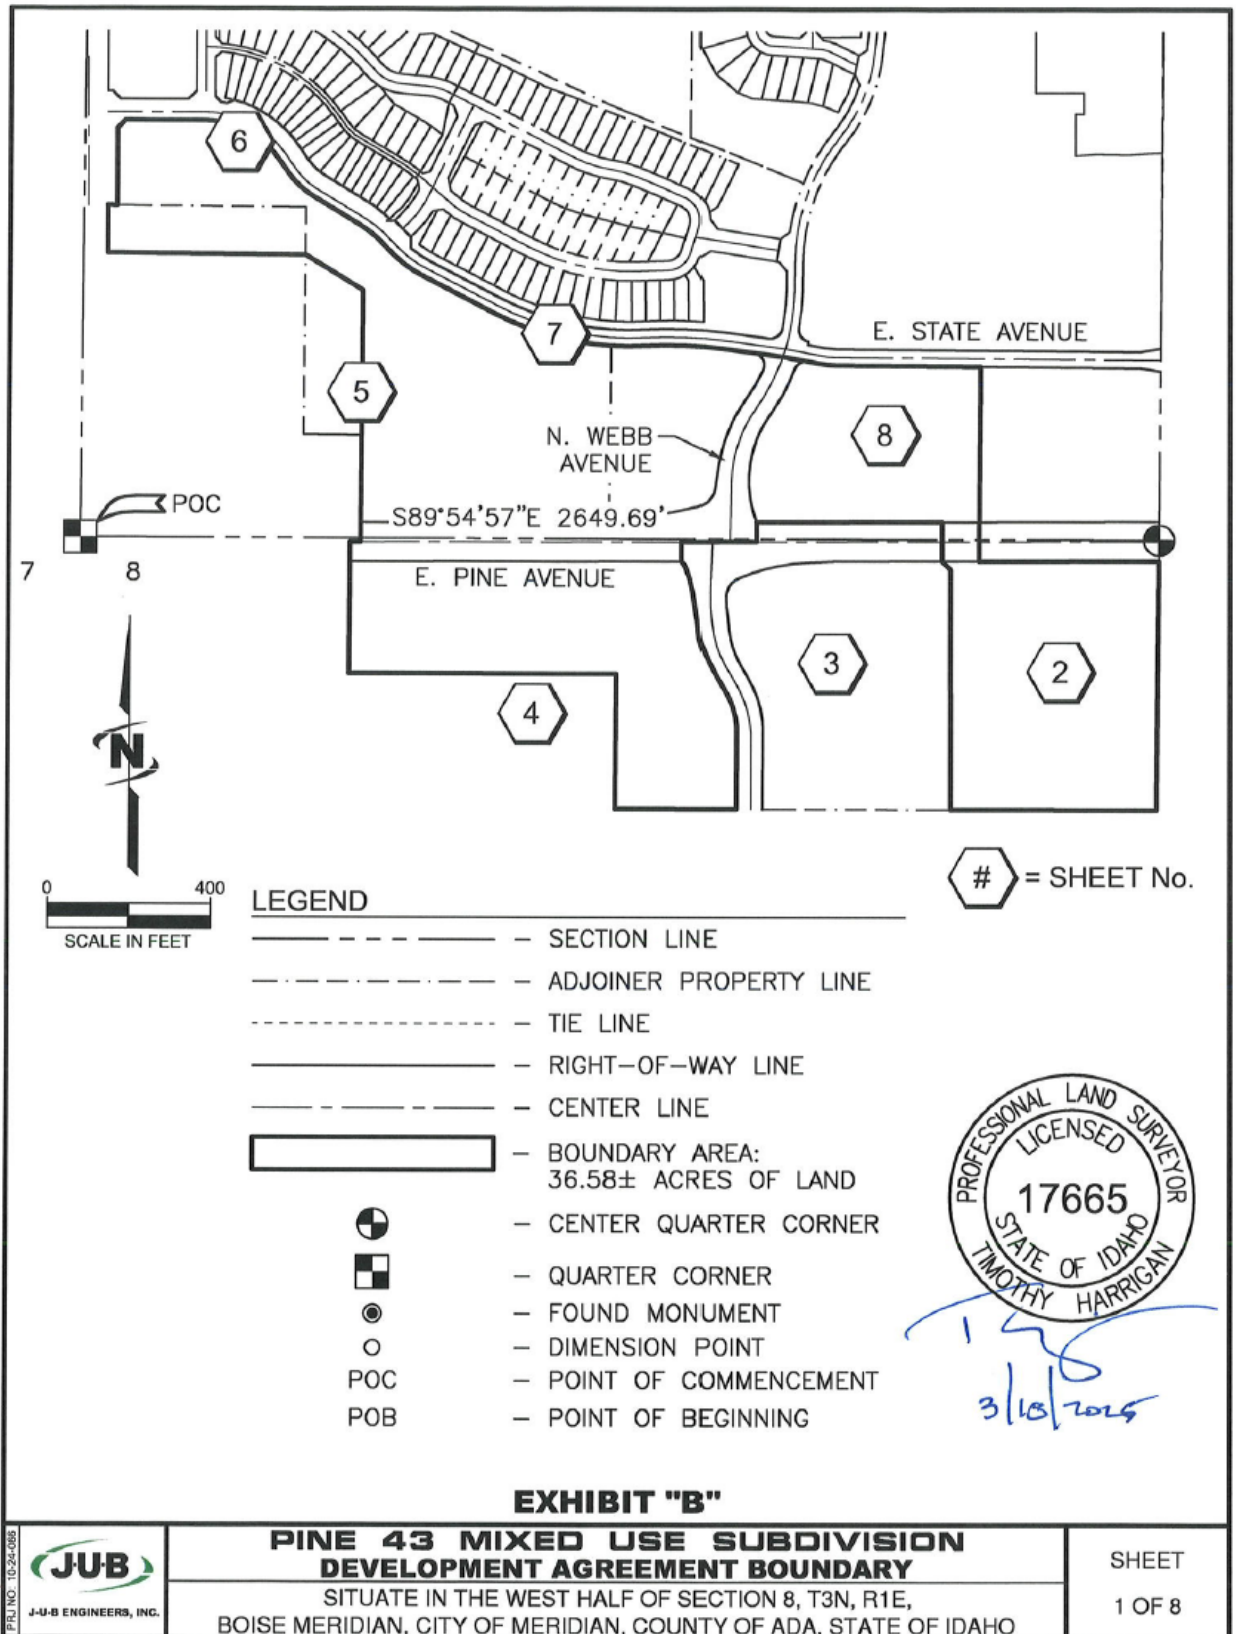 6
7
E. STATE AVENUE
5
8
N. WEBB
AVENUE
POC
S89°54'57"E 2649.69'
7
8
E. PINE AVENUE
3
2
4
N
0
400
SCALE IN FEET
# = SHEET No.
LEGEND
– SECTION LINE
– ADJOINER PROPERTY LINE
– TIE LINE
– RIGHT-OF-WAY LINE
– CENTER LINE
– BOUNDARY AREA:
36.58± ACRES OF LAND
– CENTER QUARTER CORNER
– QUARTER CORNER
– FOUND MONUMENT
– DIMENSION POINT
POC – POINT OF COMMENCEMENT
POB – POINT OF BEGINNING
PROFESSIONAL LAND SURVEYOR
LICENSED
17665
STATE OF IDAHO
TIMOTHY HARRIGAN
3/18/2025
EXHIBIT "B"
PRJ NO: 10-24-066
J·U·B
J-U-B ENGINEERS, INC.
PINE 43 MIXED USE SUBDIVISION
DEVELOPMENT AGREEMENT BOUNDARY
SITUATE IN THE WEST HALF OF SECTION 8, T3N, R1E,
BOISE MERIDIAN, CITY OF MERIDIAN, COUNTY OF ADA, STATE OF IDAHO
SHEET
1 OF 8